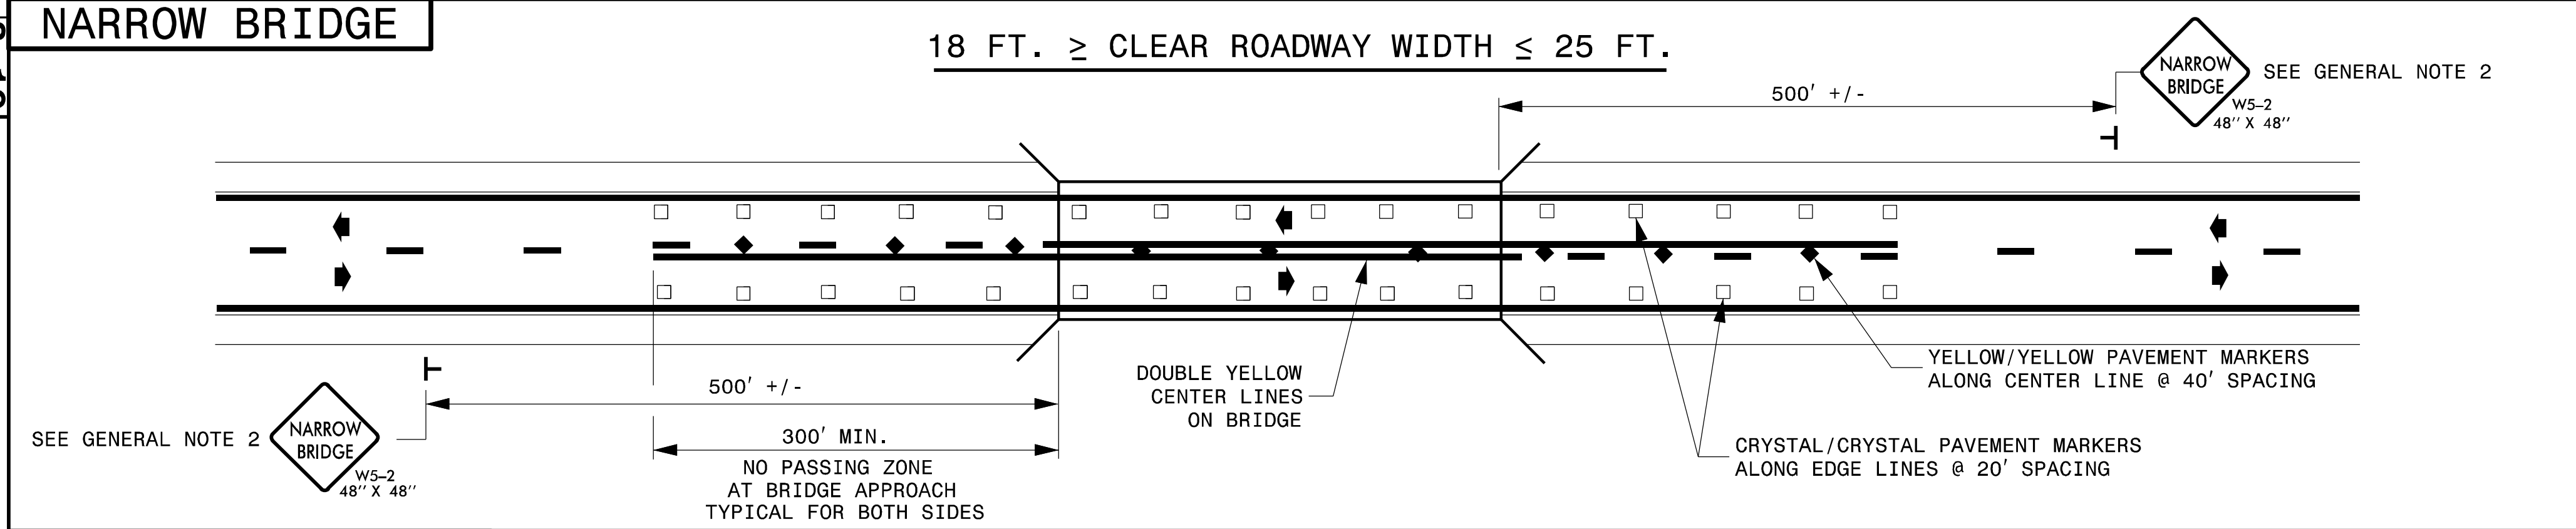 NARROW BRIDGE
18 FT. ≥ CLEAR ROADWAY WIDTH ≤ 25 FT.
NARROW
BRIDGE
W5-2
48" X 48"
SEE GENERAL NOTE 2
500' +/-
500' +/-
SEE GENERAL NOTE 2
NARROW
BRIDGE
W5-2
48" X 48"
300' MIN.
NO PASSING ZONE
AT BRIDGE APPROACH
TYPICAL FOR BOTH SIDES
DOUBLE YELLOW
CENTER LINES
ON BRIDGE
YELLOW/YELLOW PAVEMENT MARKERS
ALONG CENTER LINE @ 40' SPACING
CRYSTAL/CRYSTAL PAVEMENT MARKERS
ALONG EDGE LINES @ 20' SPACING